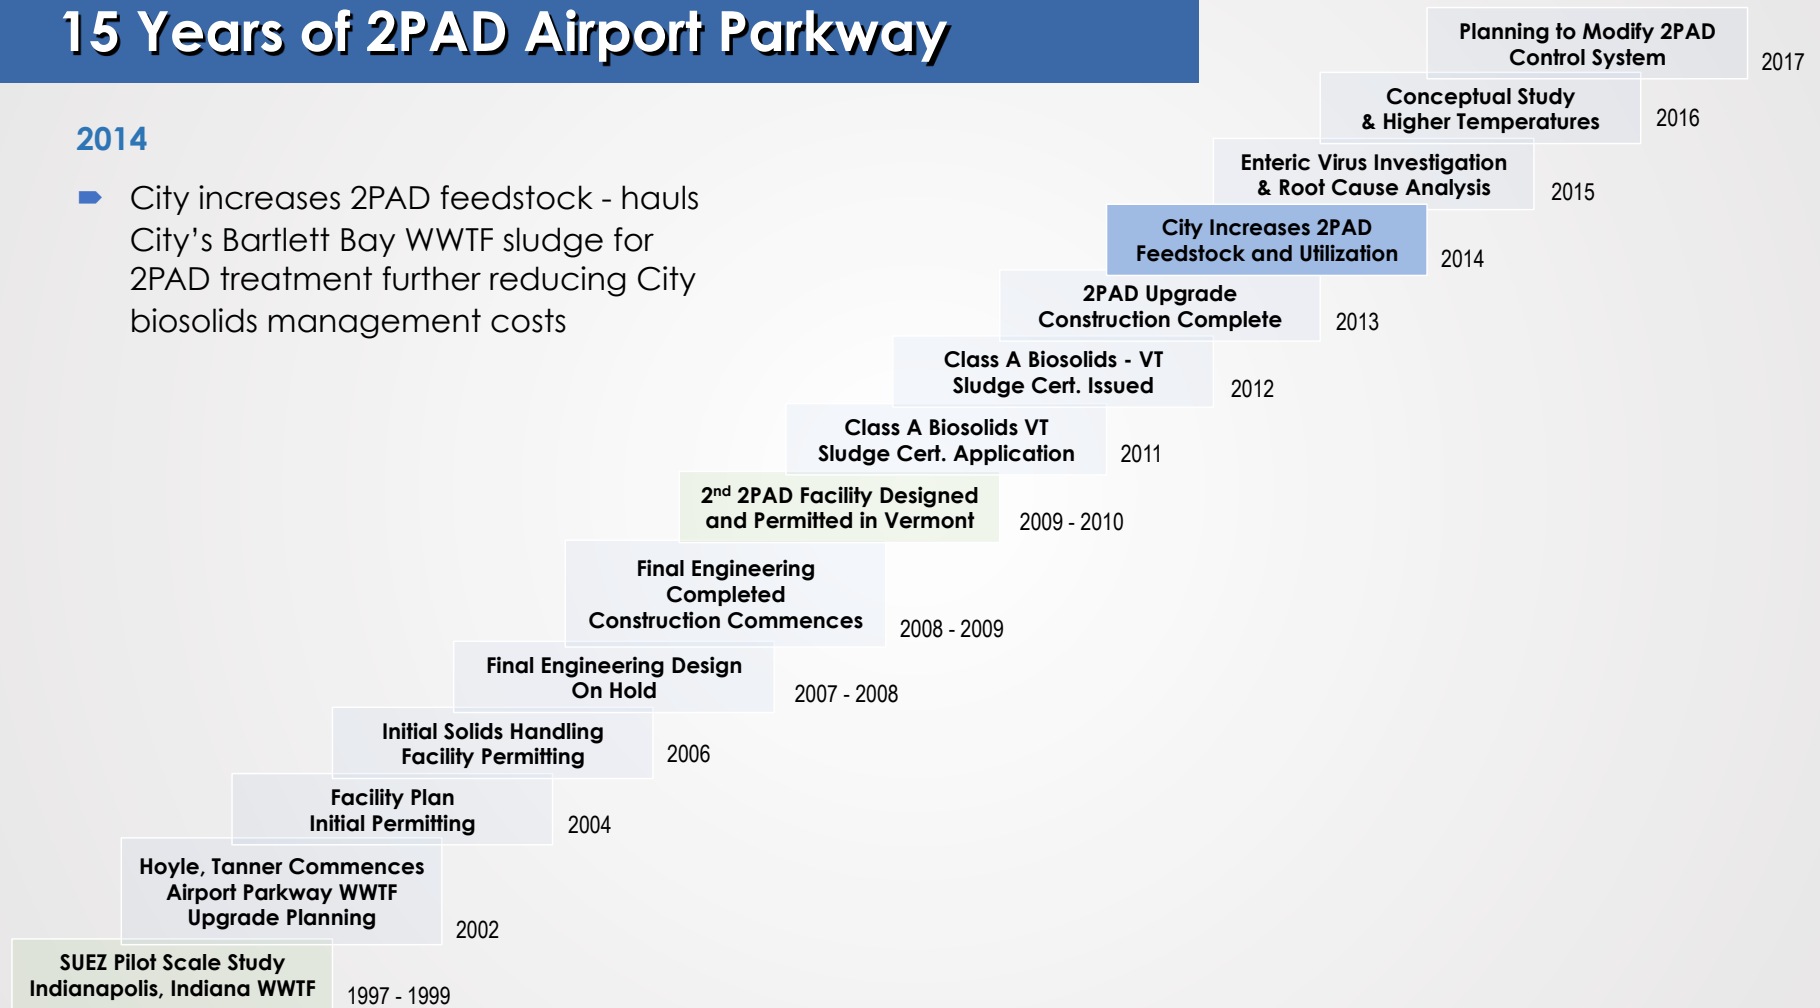 15 Years of 2PAD Airport Parkway
2014
City increases 2PAD feedstock - hauls
City’s Bartlett Bay WWTF sludge for
2PAD treatment further reducing City
biosolids management costs
Planning to Modify 2PAD
Control System
2017
Conceptual Study
& Higher Temperatures
2016
Enteric Virus Investigation
& Root Cause Analysis
2015
City Increases 2PAD
Feedstock and Utilization
2014
2PAD Upgrade
Construction Complete
2013
Class A Biosolids - VT
Sludge Cert. Issued
2012
Class A Biosolids VT
Sludge Cert. Application
2011
2nd 2PAD Facility Designed
and Permitted in Vermont
2009 - 2010
Final Engineering
Completed
Construction Commences
2008 - 2009
Final Engineering Design
On Hold
2007 - 2008
Initial Solids Handling
Facility Permitting
2006
Facility Plan
Initial Permitting
2004
Hoyle, Tanner Commences
Airport Parkway WWTF
Upgrade Planning
2002
SUEZ Pilot Scale Study
Indianapolis, Indiana WWTF
1997 - 1999